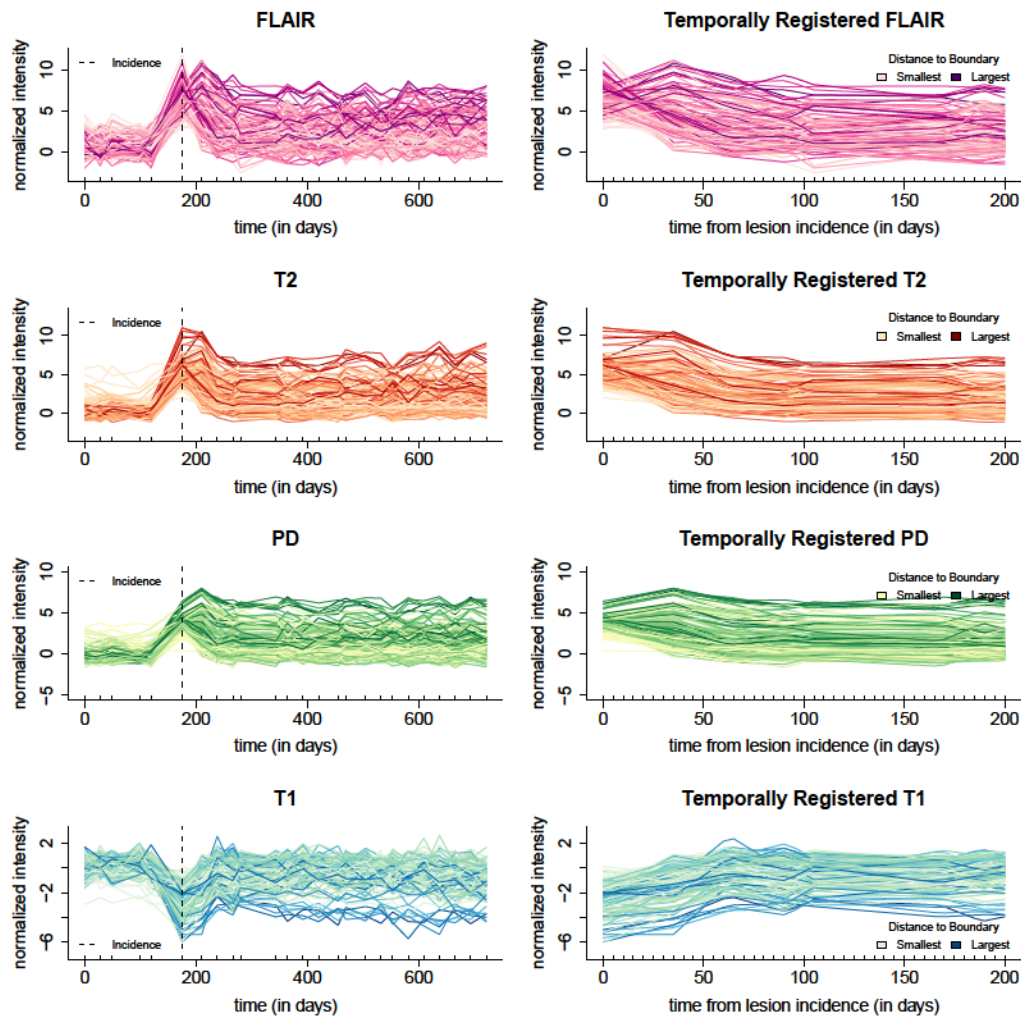 FLAIR
normalized intensity
10
5
0
Incidence
0 200 400 600
time (in days)
Temporally Registered FLAIR
normalized intensity
10
5
0
Distance to Boundary
Smallest Largest
0 50 100 150 200
time from lesion incidence (in days)
T2
normalized intensity
10
5
0
Incidence
0 200 400 600
time (in days)
Temporally Registered T2
normalized intensity
10
5
0
Distance to Boundary
Smallest Largest
0 50 100 150 200
time from lesion incidence (in days)
PD
normalized intensity
10
5
0
−5
Incidence
0 200 400 600
time (in days)
Temporally Registered PD
normalized intensity
10
5
0
−5
Distance to Boundary
Smallest Largest
0 50 100 150 200
time from lesion incidence (in days)
T1
normalized intensity
2
−2
−6
Incidence
0 200 400 600
time (in days)
Temporally Registered T1
normalized intensity
2
−2
−6
Distance to Boundary
Smallest Largest
0 50 100 150 200
time from lesion incidence (in days)